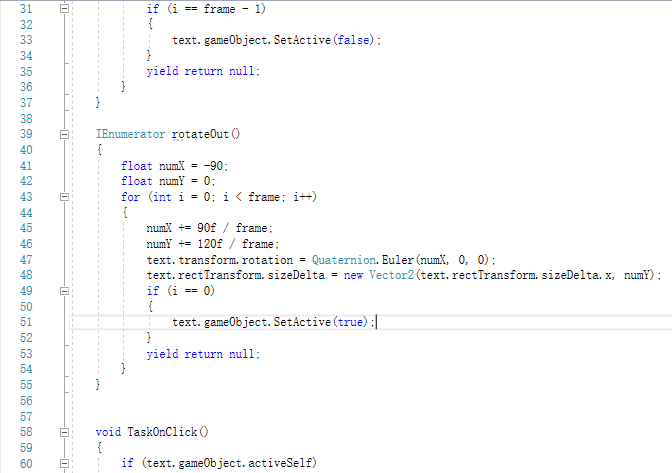 31 if (i == frame - 1)
32 {
33 text.gameObject.SetActive(false);
34 }
35 yield return null;
36 }
37 }
38
39 IEnumerator rotateOut()
40 {
41 float numX = -90;
42 float numY = 0;
43 for (int i = 0; i < frame; i++)
44 {
45 numX += 90f / frame;
46 numY += 120f / frame;
47 text.transform.rotation = Quaternion.Euler(numX, 0, 0);
48 text.rectTransform.sizeDelta = new Vector2(text.rectTransform.sizeDelta.x, numY);
49 if (i == 0)
50 {
51 text.gameObject.SetActive(true);
52 }
53 yield return null;
54 }
55 }
56
57
58 void TaskOnClick()
59 {
60 if (text.gameObject.activeSelf)